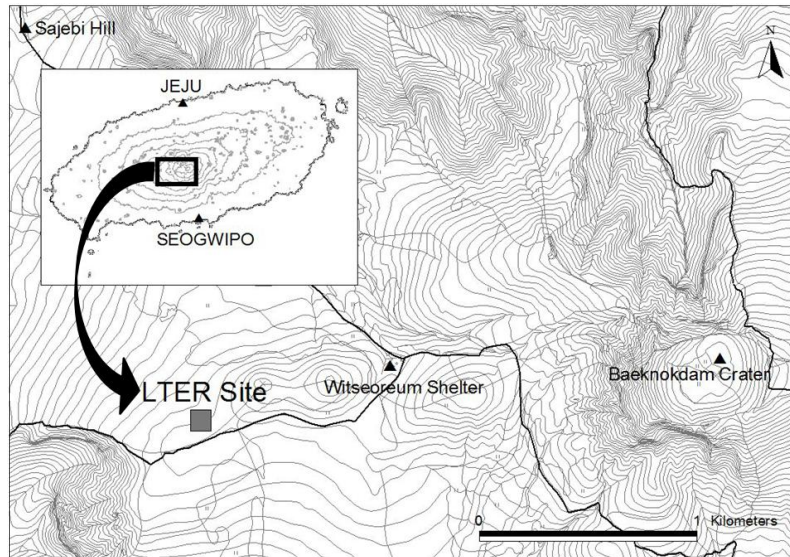 Sajebi Hill
N
JEJU
SEOGWIPO
LTER Site
Witseoreum Shelter
Baeknokdam Crater
0 1 Kilometers